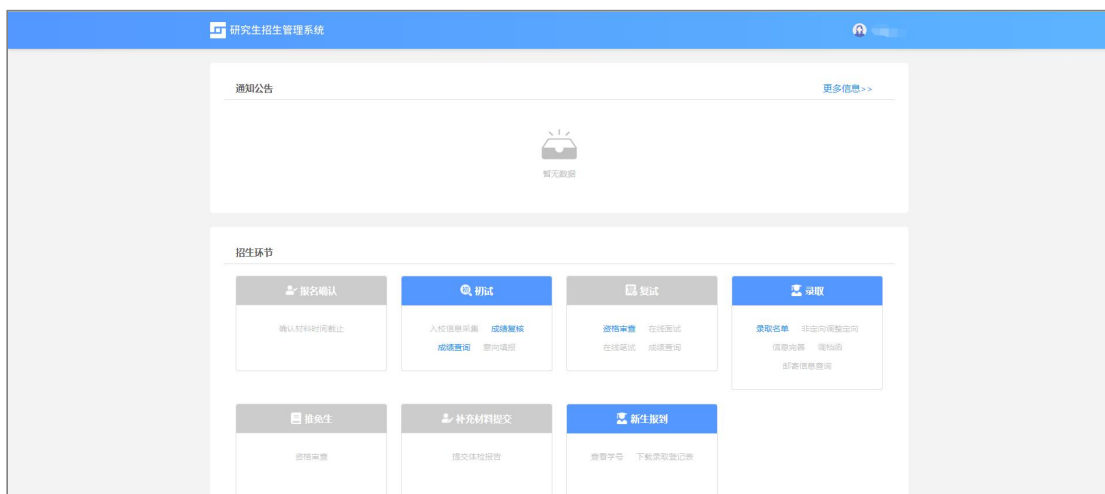 研究生招生管理系统
通知公告 更多信息>>
暂无数据
招生环节
报名确认
确认材料时间截止
初试
入校信息采集 成绩复核
成绩查询 意向填报
复试
资格审查 在线面试
在线笔试 成绩查询
录取
录取名单 非定向调整定向
信息完善 调档函
邮寄信息查询
推免生
资格审查
补充材料提交
提交体检报告
新生报到
查看学号 下载录取登记表